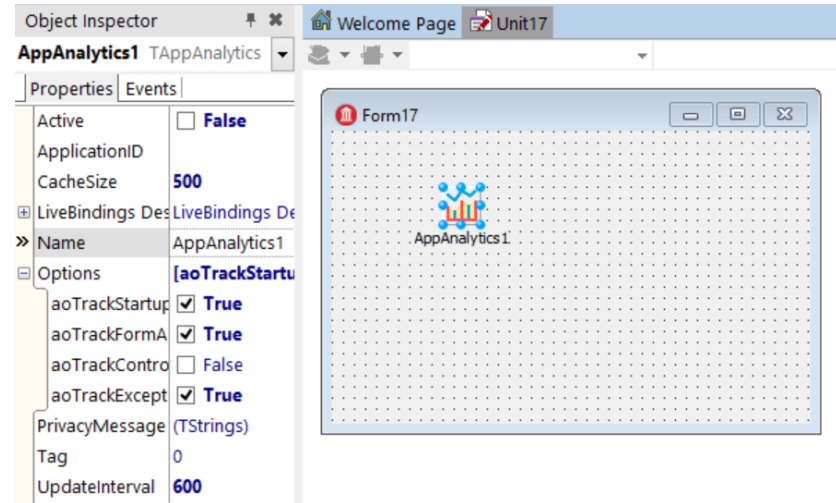 Object Inspector
AppAnalytics1 TAppAnalytics
Properties Events
Active False
ApplicationID
CacheSize 500
LiveBindings Des LiveBindings De
Name AppAnalytics1
Options [aoTrackStartu
aoTrackStartup True
aoTrackFormA True
aoTrackContro False
aoTrackExcept True
PrivacyMessage (TStrings)
Tag 0
UpdateInterval 600
Welcome Page Unit17
Form17
AppAnalytics1